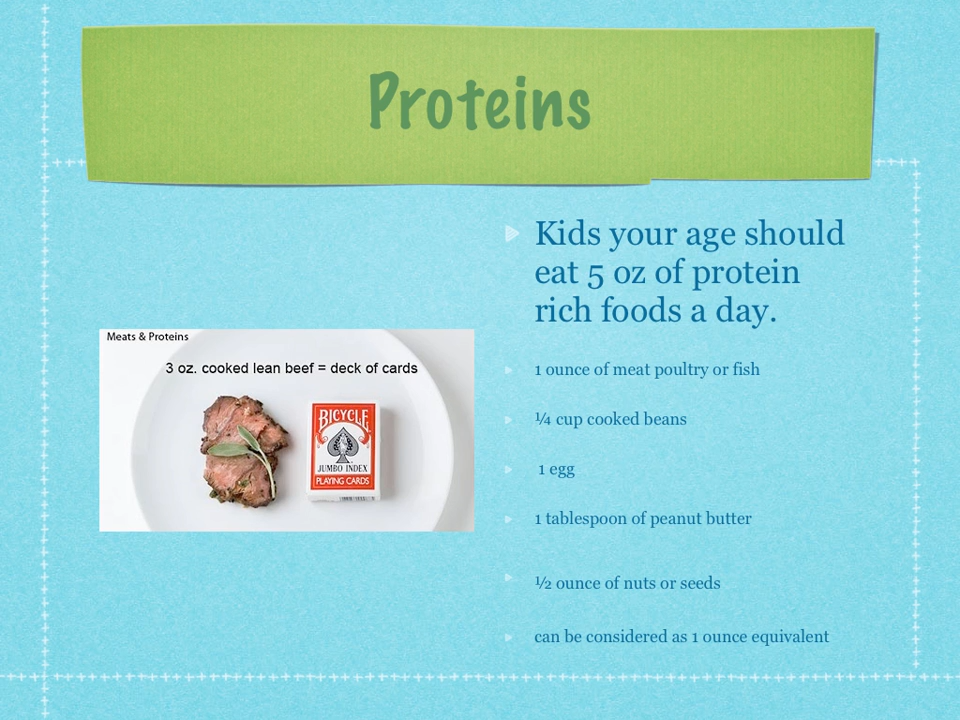 Proteins
Kids your age should
eat 5 oz of protein
rich foods a day.
1 ounce of meat poultry or fish
¼ cup cooked beans
1 egg
1 tablespoon of peanut butter
½ ounce of nuts or seeds
can be considered as 1 ounce equivalent
Meats & Proteins
3 oz. cooked lean beef = deck of cards
BICYCLE
JUMBO INDEX
PLAYING CARDS